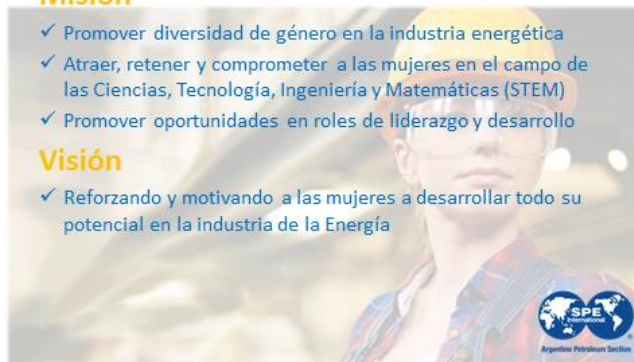 Misión
✓ Promover diversidad de género en la industria energética
✓ Atraer, retener y comprometer a las mujeres en el campo de
las Ciencias, Tecnología, Ingeniería y Matemáticas (STEM)
✓ Promover oportunidades en roles de liderazgo y desarrollo
Visión
✓ Reforzando y motivando a las mujeres a desarrollar todo su
potencial en la industria de la Energía
SPE
International
Argentine Petroleum Section